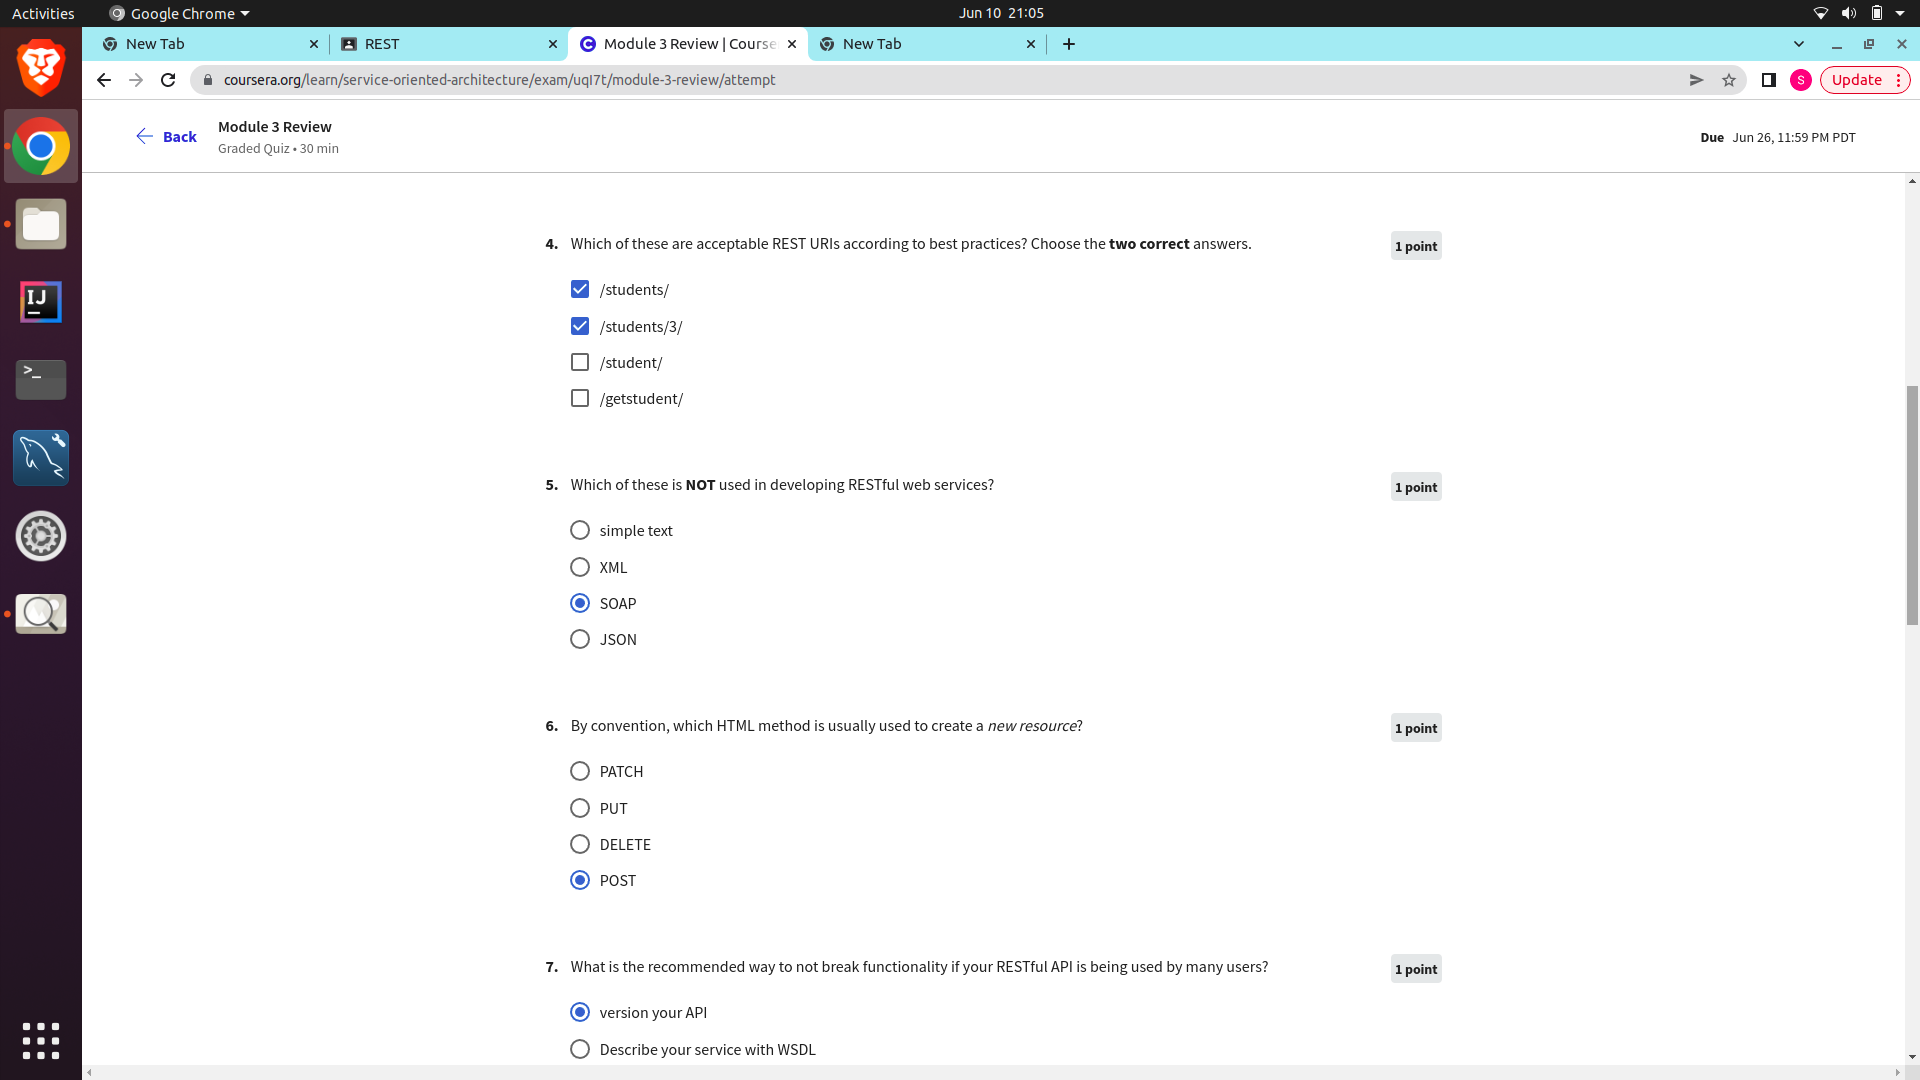 Activities
Google Chrome
Jun 10 21:05
New Tab
REST
Module 3 Review | Course
New Tab
coursera.org/learn/service-oriented-architecture/exam/uqI7t/module-3-review/attempt
S
Update
Back
Module 3 Review
Graded Quiz • 30 min
Due Jun 26, 11:59 PM PDT
4. Which of these are acceptable REST URIs according to best practices? Choose the two correct answers.
1 point
/students/
/students/3/
/student/
/getstudent/
5. Which of these is NOT used in developing RESTful web services?
1 point
simple text
XML
SOAP
JSON
6. By convention, which HTML method is usually used to create a new resource?
1 point
PATCH
PUT
DELETE
POST
7. What is the recommended way to not break functionality if your RESTful API is being used by many users?
1 point
version your API
Describe your service with WSDL
IJ
>_